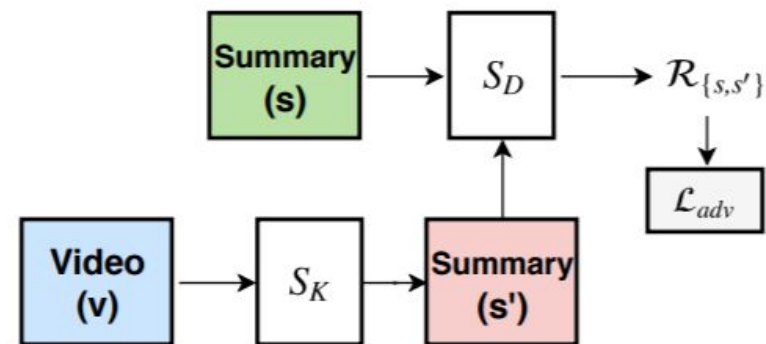 Summary
(s)
S_D
ℛ_{s,s′}
ℒ_adv
Video
(v)
S_K
Summary
(s')